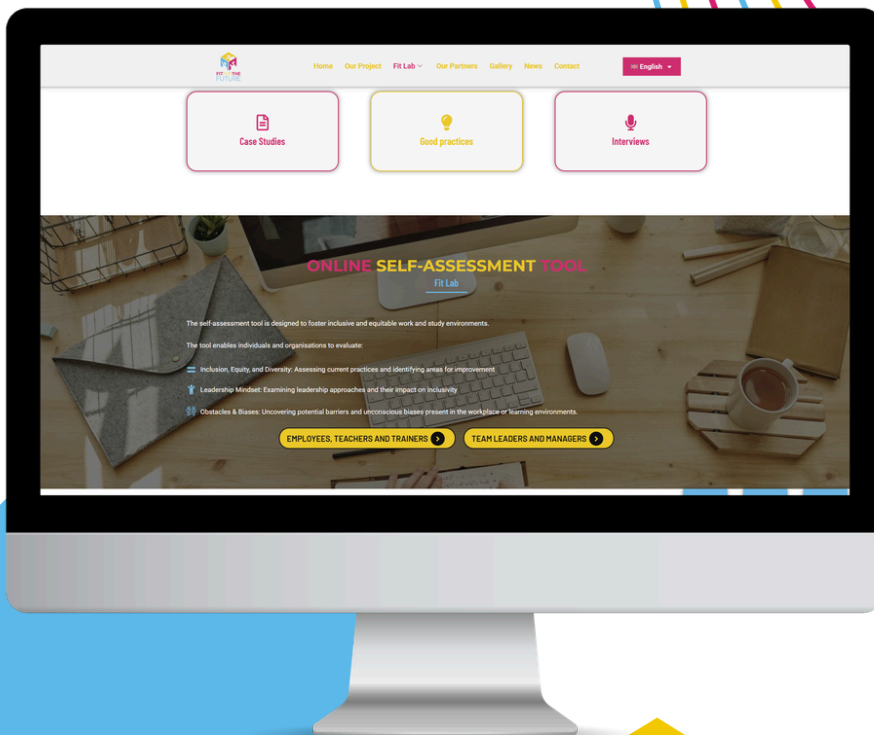 FIT FOR THE
FUTURE
Home Our Project Fit Lab Our Partners Gallery News Contact English
Case Studies Good practices Interviews
ONLINE SELF-ASSESSMENT TOOL
Fit Lab
The self-assessment tool is designed to foster inclusive and equitable work and study environments.
The tool enables individuals and organisations to evaluate:
Inclusion, Equity, and Diversity: Assessing current practices and identifying areas for improvement
Leadership Mindset: Examining leadership approaches and their impact on inclusivity
Obstacles & Biases: Uncovering potential barriers and unconscious biases present in the workplace or learning environments.
EMPLOYEES, TEACHERS AND TRAINERS TEAM LEADERS AND MANAGERS